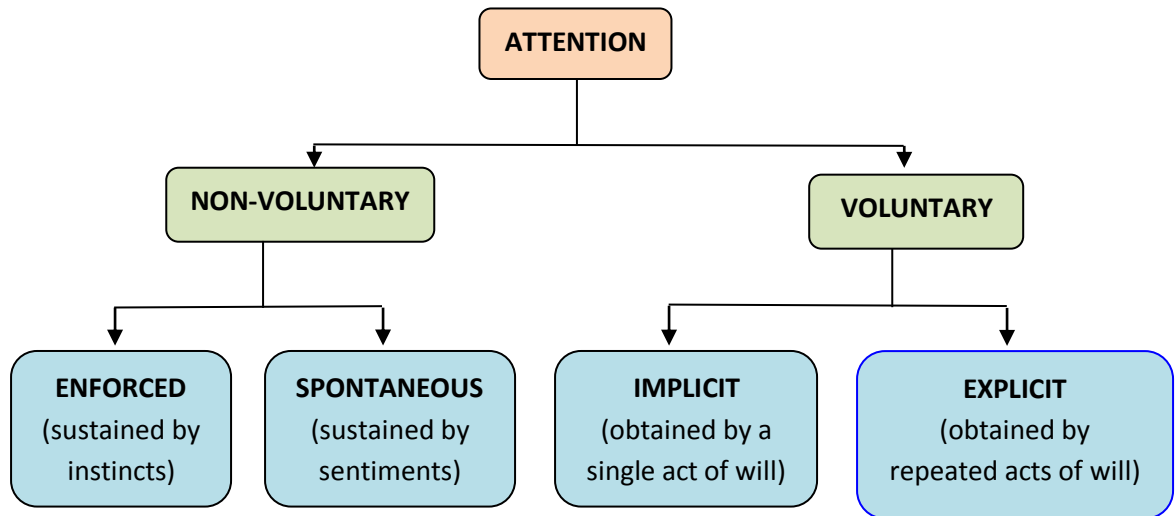 ATTENTION
NON-VOLUNTARY
VOLUNTARY
ENFORCED
(sustained by
instincts)
SPONTANEOUS
(sustained by
sentiments)
IMPLICIT
(obtained by a
single act of will)
EXPLICIT
(obtained by
repeated acts of will)